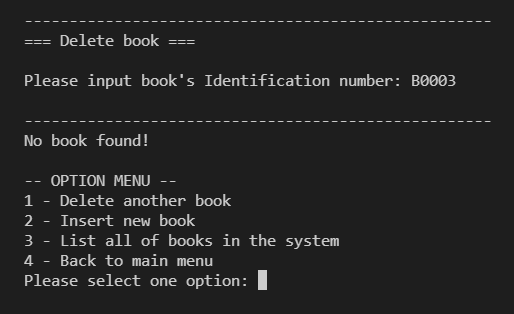 ----------------------------------------------------
=== Delete book ===
Please input book's Identification number: B0003
----------------------------------------------------
No book found!
-- OPTION MENU --
1 - Delete another book
2 - Insert new book
3 - List all of books in the system
4 - Back to main menu
Please select one option: